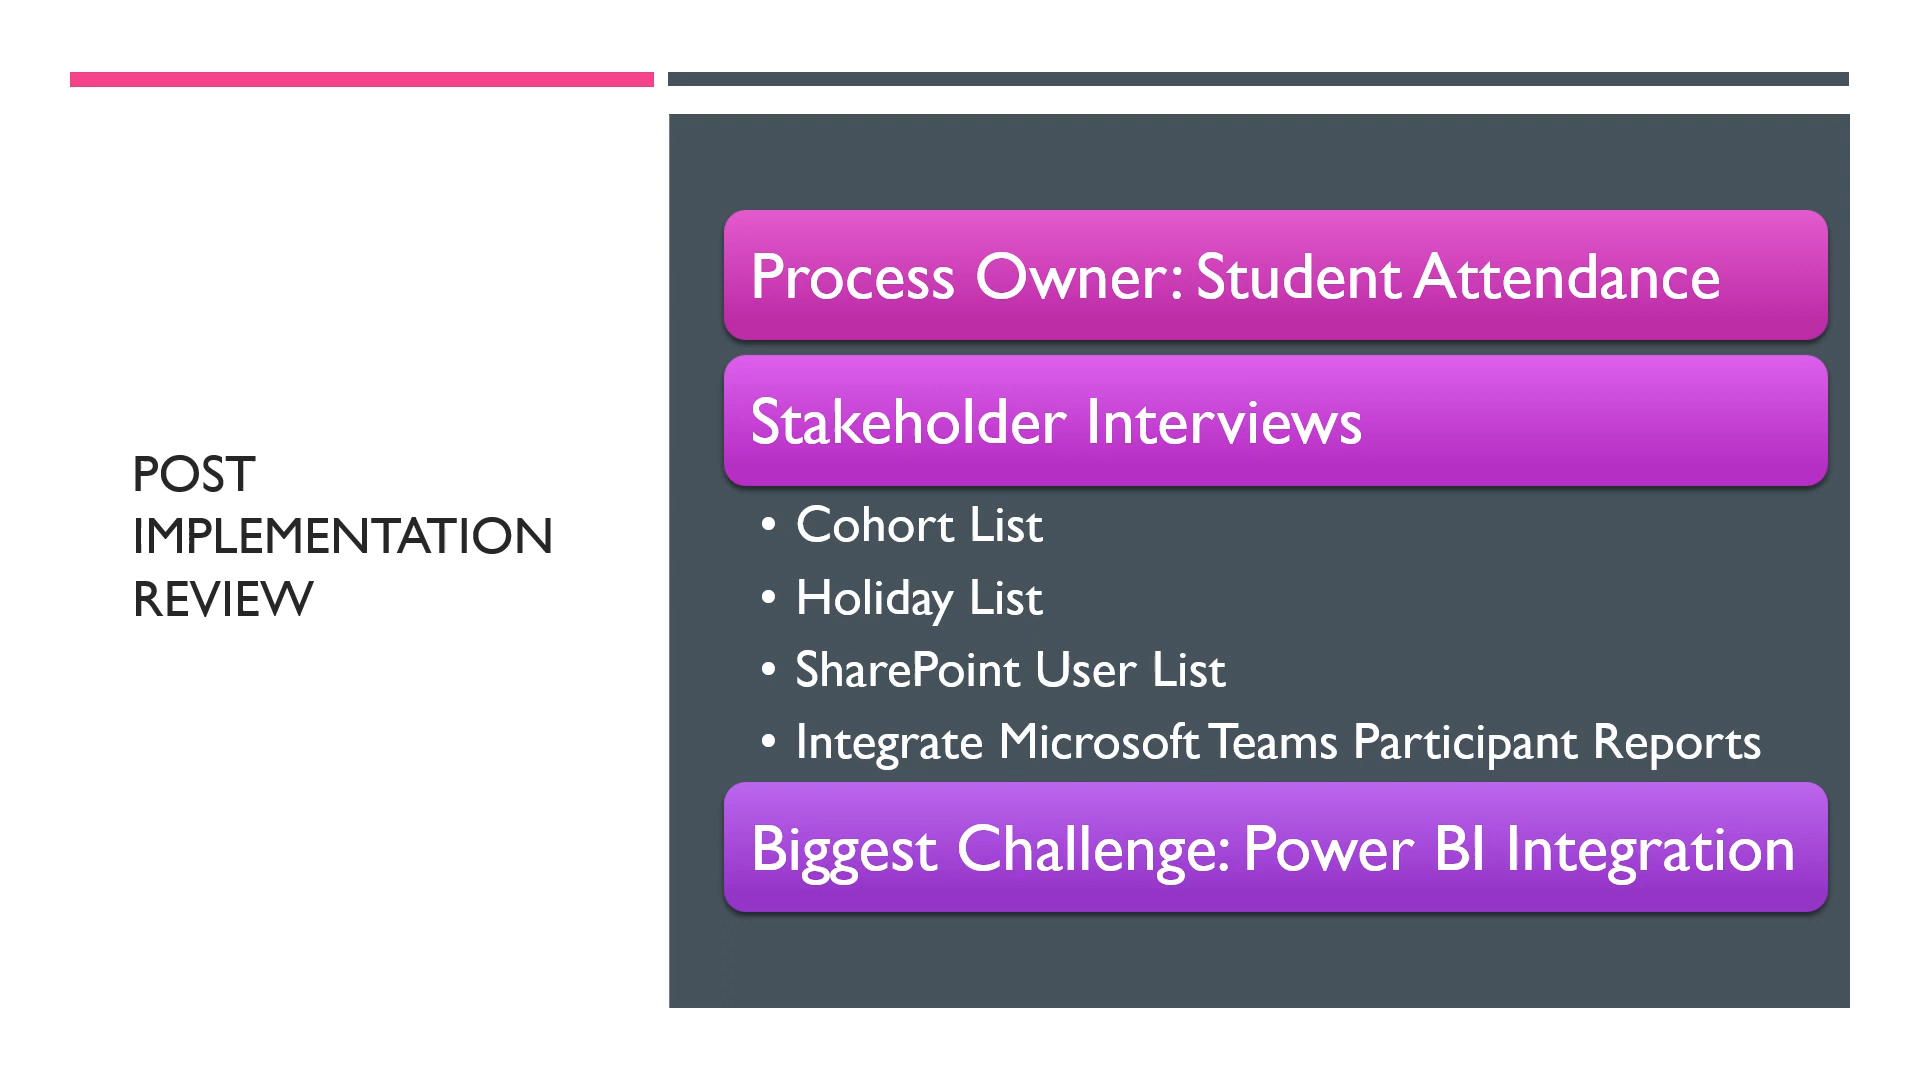 POST
IMPLEMENTATION
REVIEW
Process Owner: Student Attendance
Stakeholder Interviews
• Cohort List
• Holiday List
• SharePoint User List
• Integrate Microsoft Teams Participant Reports
Biggest Challenge: Power BI Integration